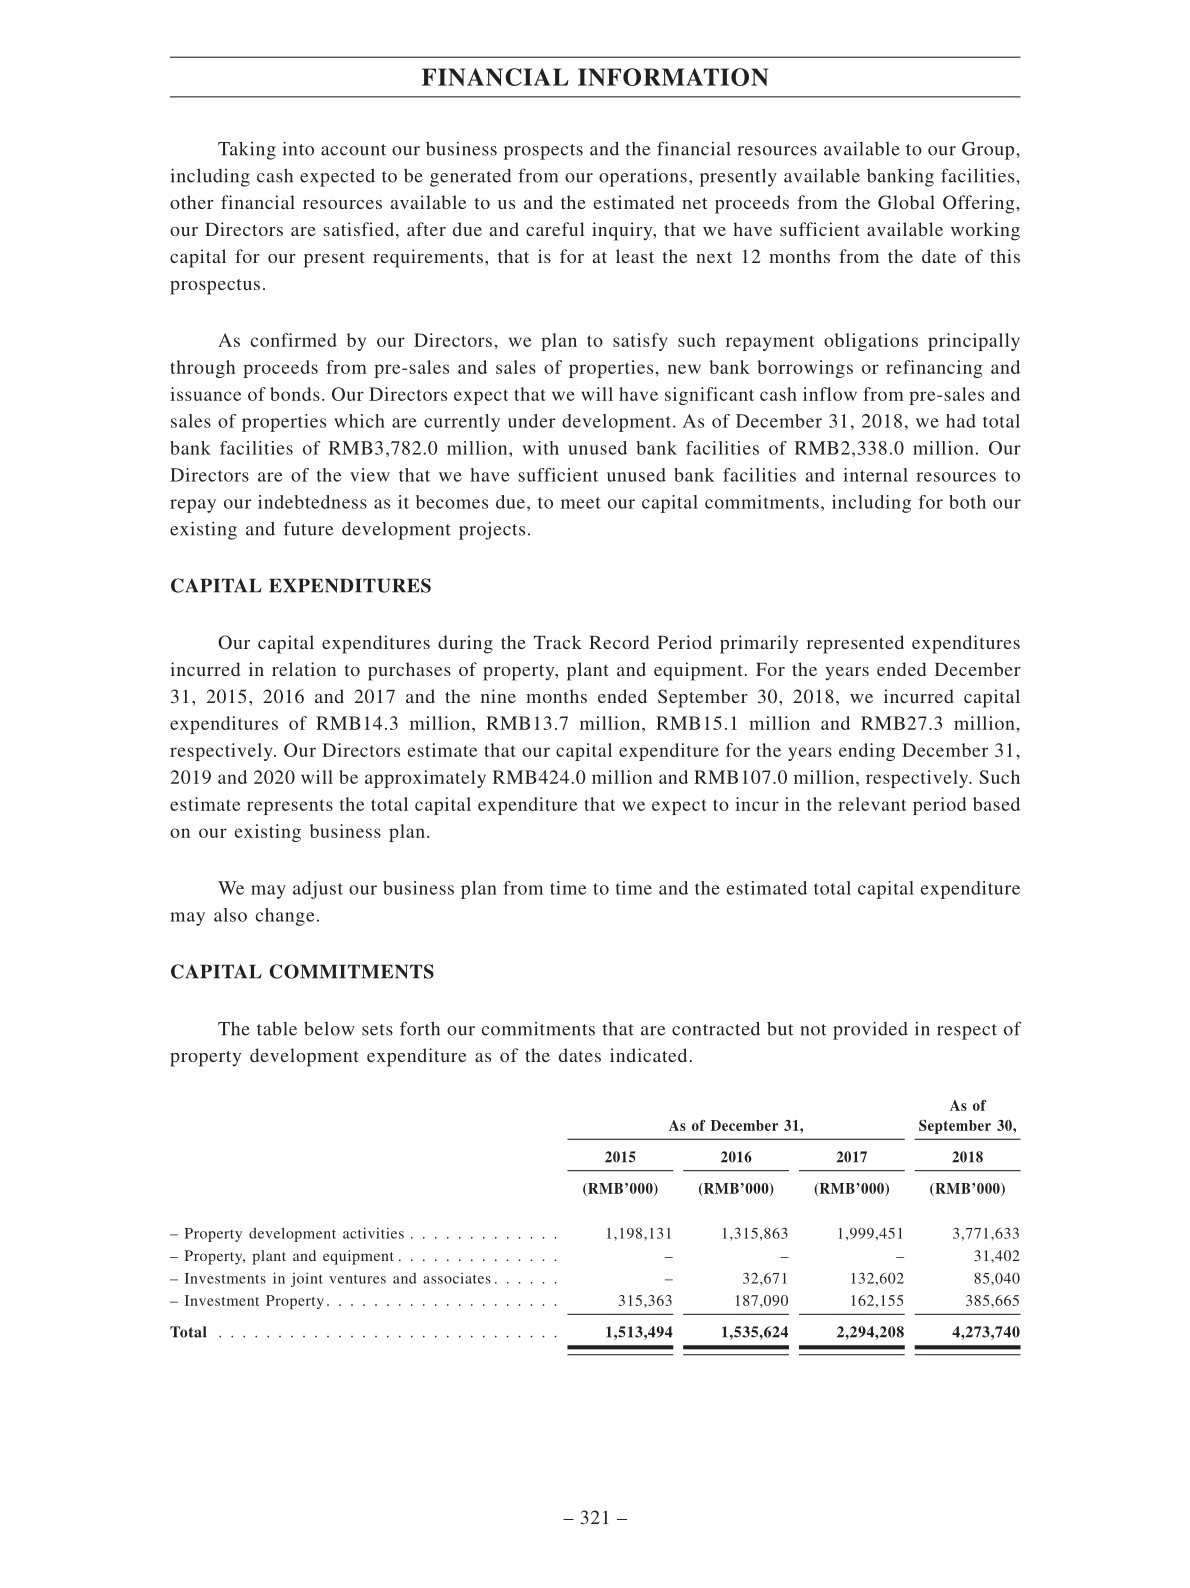 FINANCIAL INFORMATION
Taking into account our business prospects and the financial resources available to our Group,
including cash expected to be generated from our operations, presently available banking facilities,
other financial resources available to us and the estimated net proceeds from the Global Offering,
our Directors are satisfied, after due and careful inquiry, that we have sufficient available working
capital for our present requirements, that is for at least the next 12 months from the date of this
prospectus.
As confirmed by our Directors, we plan to satisfy such repayment obligations principally
through proceeds from pre-sales and sales of properties, new bank borrowings or refinancing and
issuance of bonds. Our Directors expect that we will have significant cash inflow from pre-sales and
sales of properties which are currently under development. As of December 31, 2018, we had total
bank facilities of RMB3,782.0 million, with unused bank facilities of RMB2,338.0 million. Our
Directors are of the view that we have sufficient unused bank facilities and internal resources to
repay our indebtedness as it becomes due, to meet our capital commitments, including for both our
existing and future development projects.
CAPITAL EXPENDITURES
Our capital expenditures during the Track Record Period primarily represented expenditures
incurred in relation to purchases of property, plant and equipment. For the years ended December
31, 2015, 2016 and 2017 and the nine months ended September 30, 2018, we incurred capital
expenditures of RMB14.3 million, RMB13.7 million, RMB15.1 million and RMB27.3 million,
respectively. Our Directors estimate that our capital expenditure for the years ending December 31,
2019 and 2020 will be approximately RMB424.0 million and RMB107.0 million, respectively. Such
estimate represents the total capital expenditure that we expect to incur in the relevant period based
on our existing business plan.
We may adjust our business plan from time to time and the estimated total capital expenditure
may also change.
CAPITAL COMMITMENTS
The table below sets forth our commitments that are contracted but not provided in respect of
property development expenditure as of the dates indicated.
As of
As of December 31, September 30,
2015 2016 2017 2018
(RMB’000) (RMB’000) (RMB’000) (RMB’000)
– Property development activities . . . . . . . . . . . . . 1,198,131 1,315,863 1,999,451 3,771,633
– Property, plant and equipment . . . . . . . . . . . . . . – – – 31,402
– Investments in joint ventures and associates . . . . . . – 32,671 132,602 85,040
– Investment Property . . . . . . . . . . . . . . . . . . . . 315,363 187,090 162,155 385,665
Total . . . . . . . . . . . . . . . . . . . . . . . . . . . . . 1,513,494 1,535,624 2,294,208 4,273,740
– 321 –